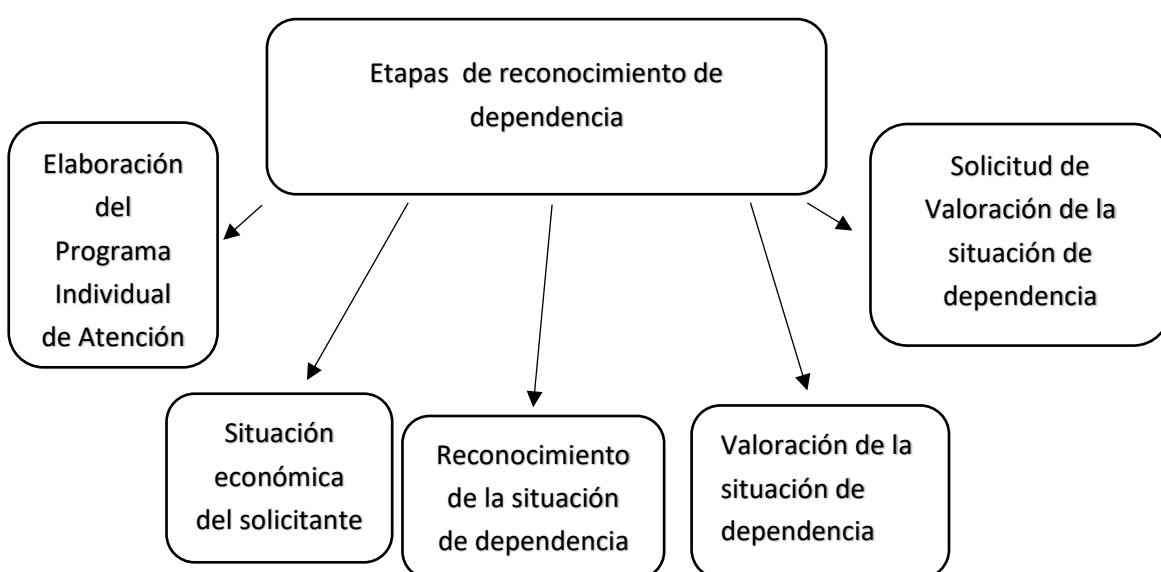 Etapas de reconocimiento de
dependencia
Elaboración
del
Programa
Individual
de Atención
Solicitud de
Valoración de la
situación de
dependencia
Situación
económica
del solicitante
Reconocimiento
de la situación
de dependencia
Valoración de la
situación de
dependencia